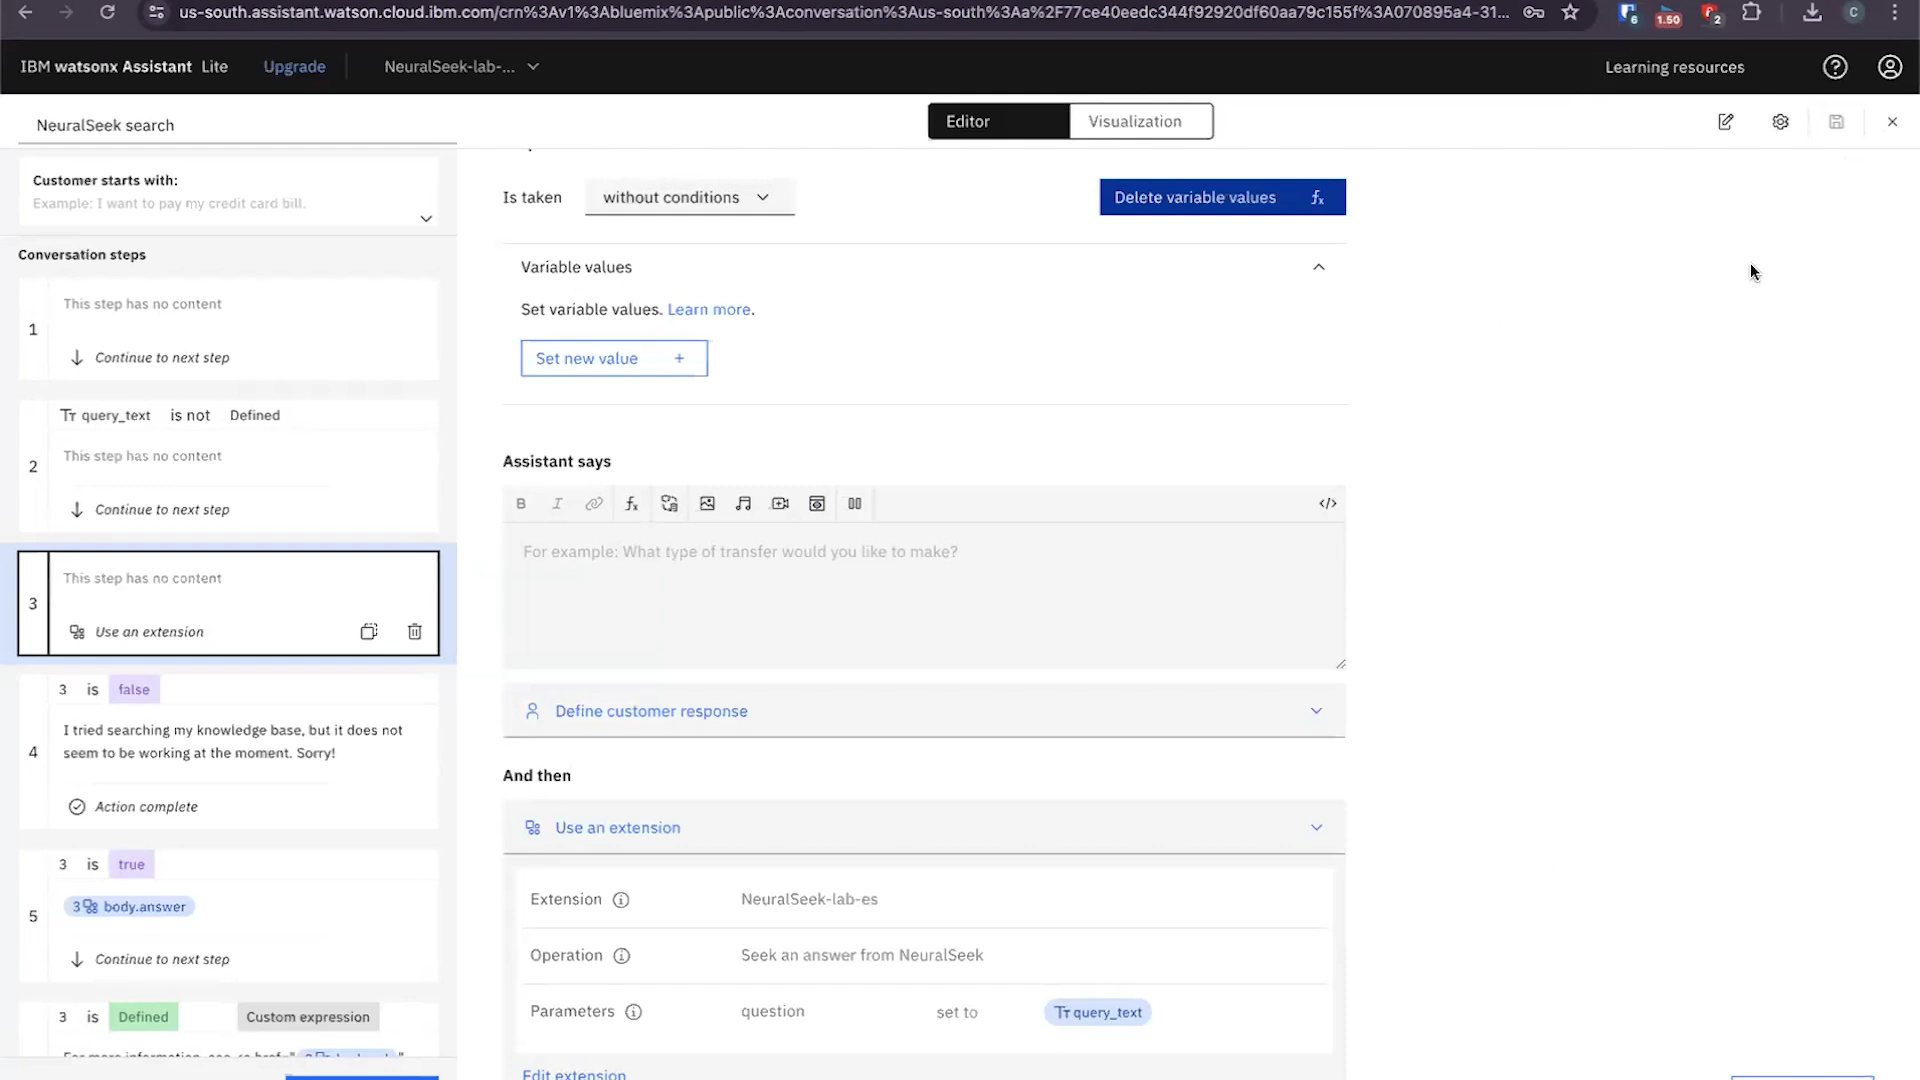 us-south.assistant.watson.cloud.ibm.com/crn%3Av1%3Abluemix%3Apublic%3Aconversation%3Aus-south%3Aa%2F77ce40eedc344f92920df60aa79c155f%3A070895a4-31...
6
1.50
2
C
IBM watsonx Assistant Lite
Upgrade
NeuralSeek-lab-...
Learning resources
NeuralSeek search
Editor
Visualization
Customer starts with:
Example: I want to pay my credit card bill.
Conversation steps
1
This step has no content
Continue to next step
2
query_text is not Defined
This step has no content
Continue to next step
3
This step has no content
Use an extension
3 is false
4
I tried searching my knowledge base, but it does not
seem to be working at the moment. Sorry!
Action complete
3 is true
5
3 body.answer
Continue to next step
3 is Defined Custom expression
Is taken
without conditions
Delete variable values fx
Variable values
Set variable values. Learn more.
Set new value +
Assistant says
B I fx </>
For example: What type of transfer would you like to make?
Define customer response
And then
Use an extension
Extension NeuralSeek-lab-es
Operation Seek an answer from NeuralSeek
Parameters question set to query_text
Edit extension